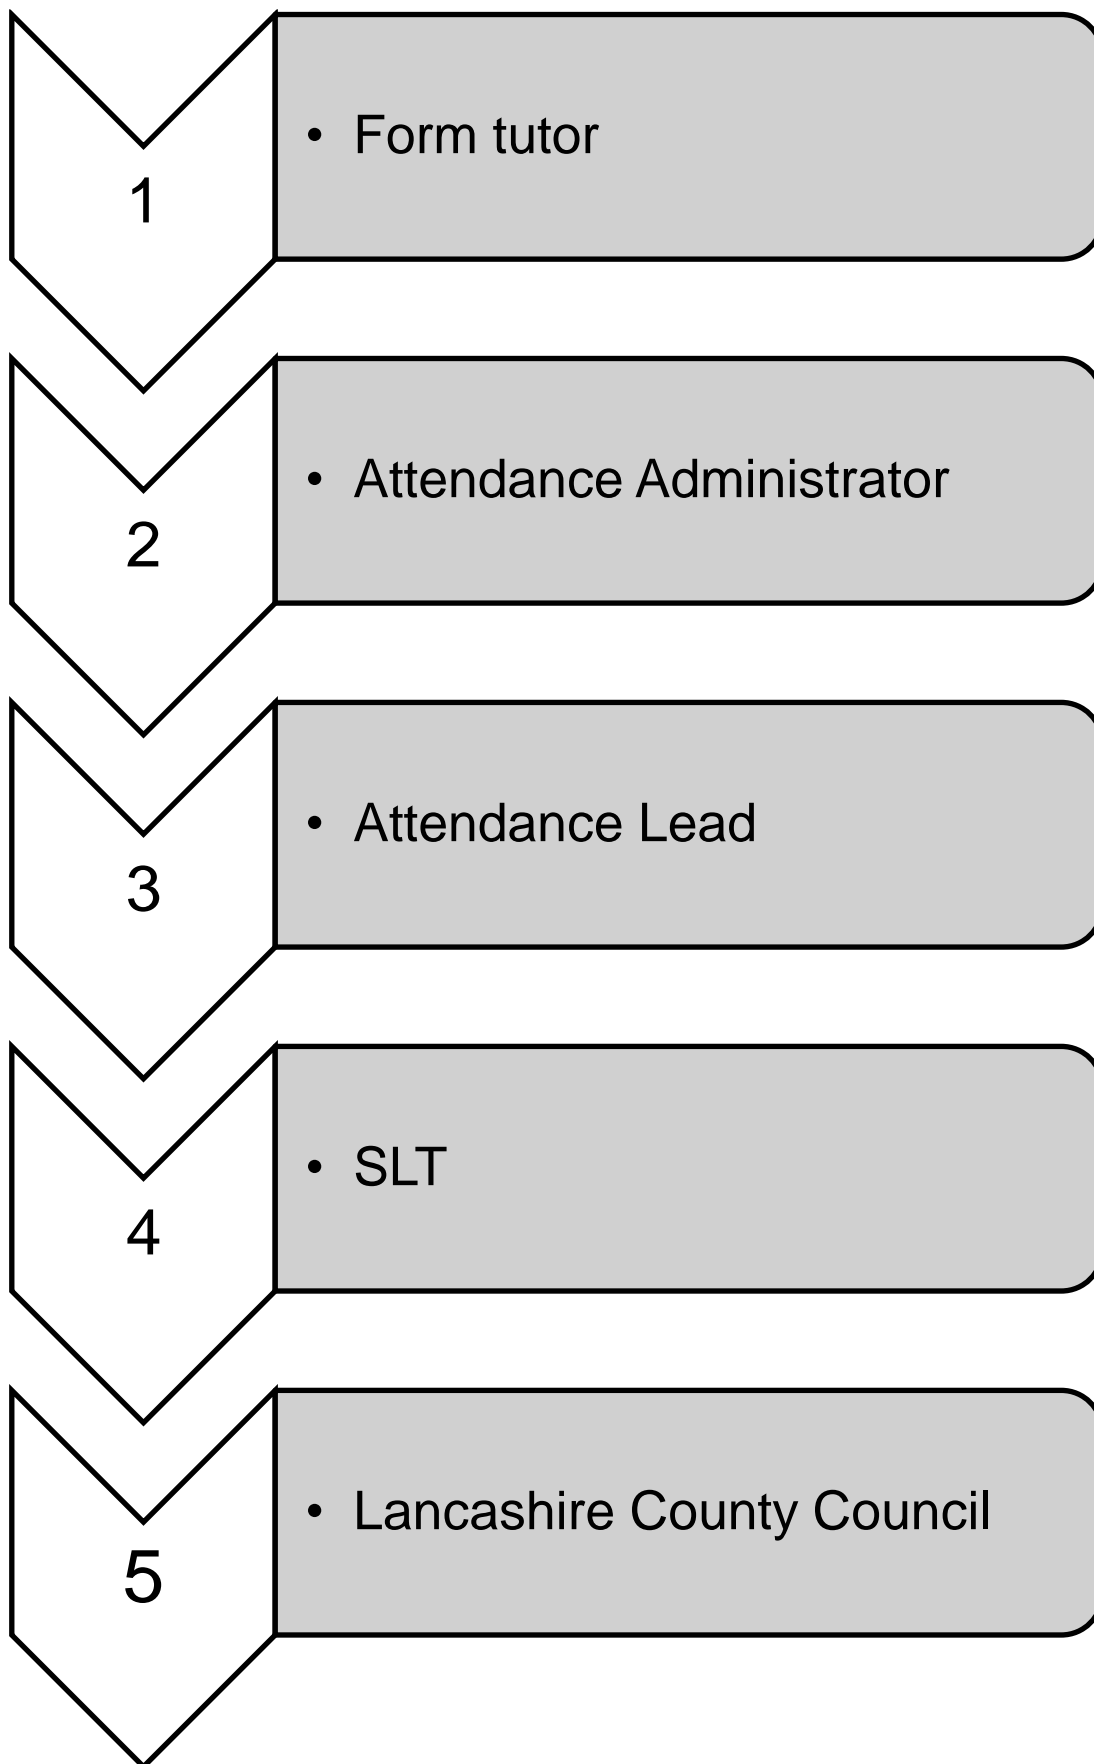 1
• Form tutor
2
• Attendance Administrator
3
• Attendance Lead
4
• SLT
5
• Lancashire County Council